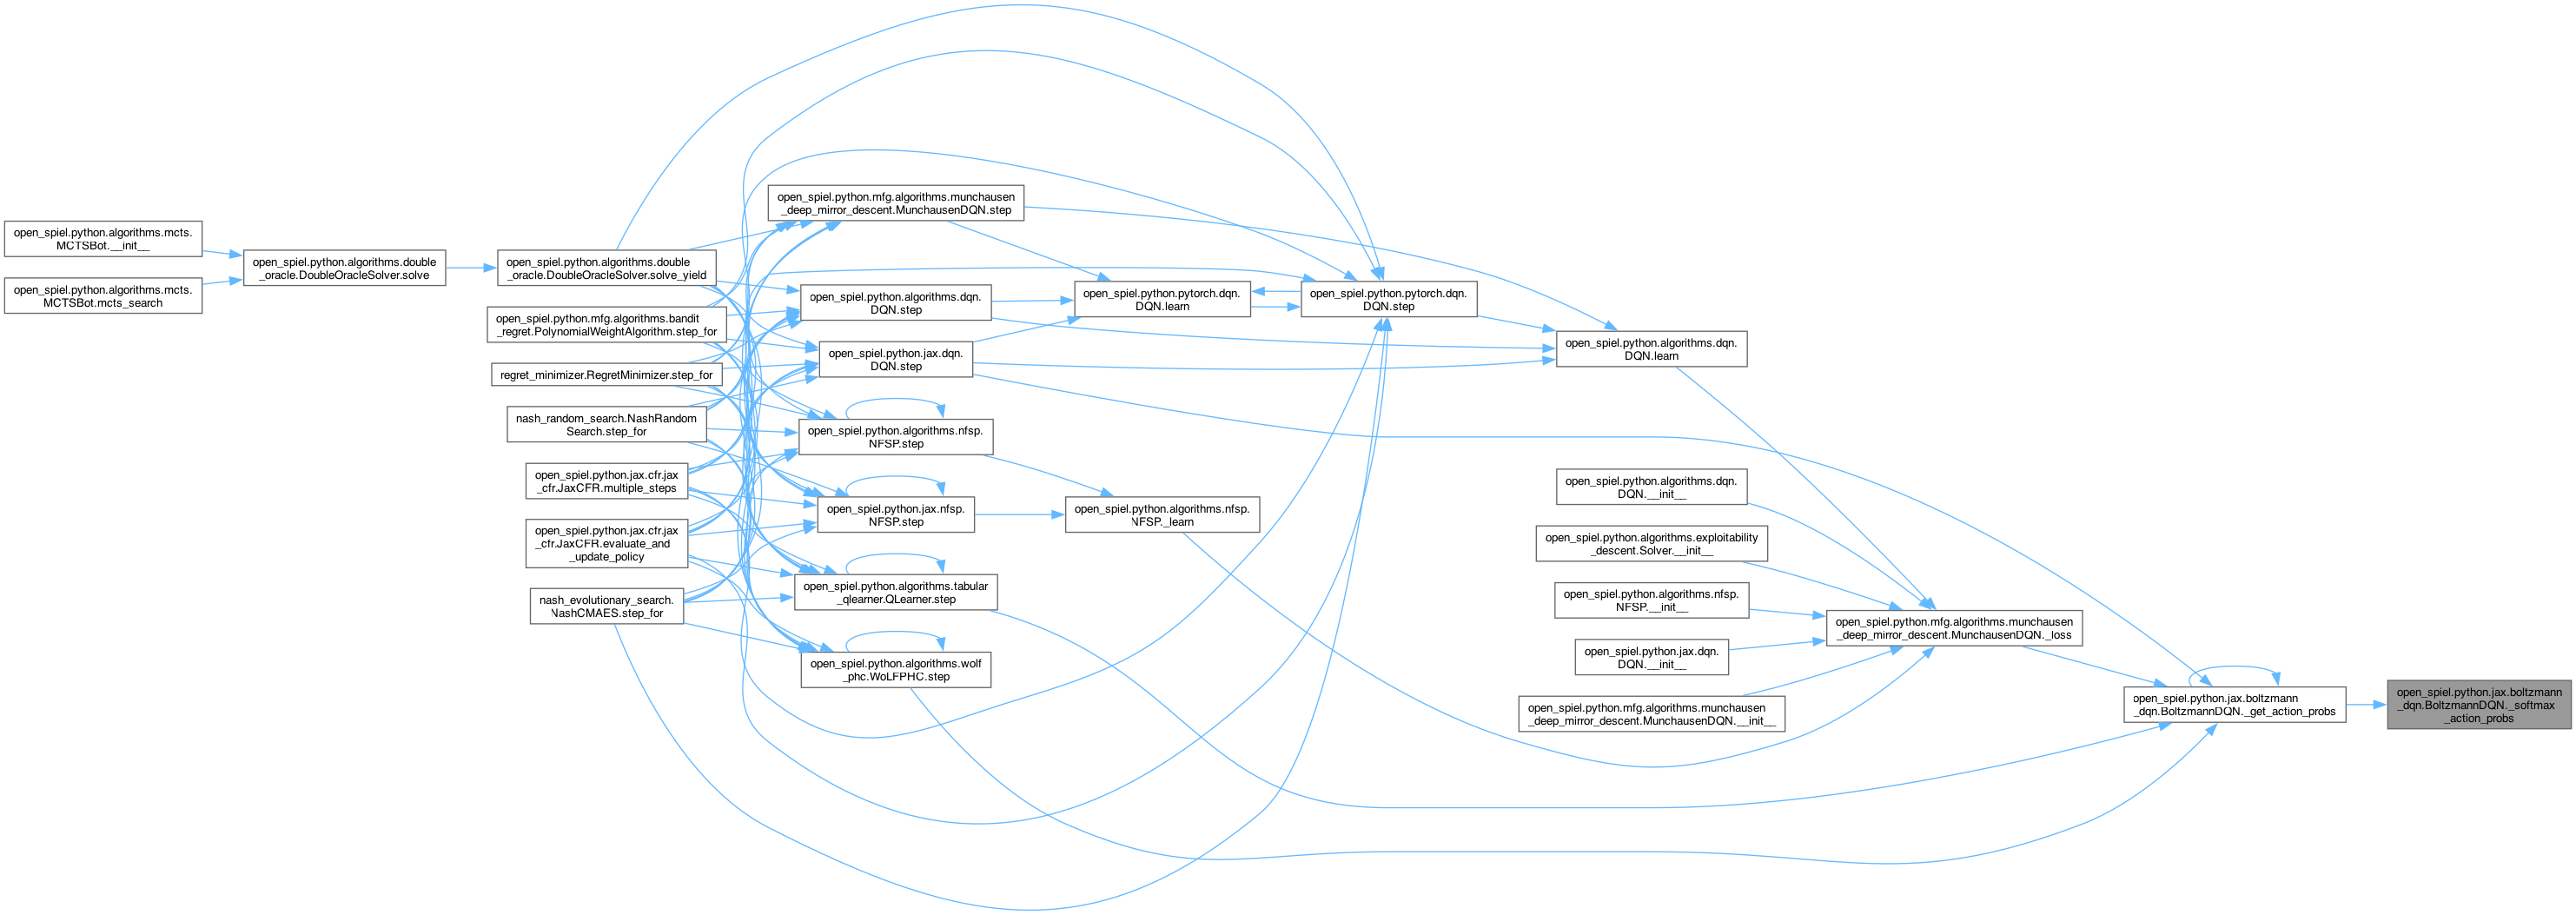 open_spiel.python.algorithms.mcts.
MCTSBot.__init__
open_spiel.python.algorithms.mcts.
MCTSBot.mcts_search
open_spiel.python.algorithms.double
_oracle.DoubleOracleSolver.solve
open_spiel.python.algorithms.double
_oracle.DoubleOracleSolver.solve_yield
open_spiel.python.mfg.algorithms.bandit
_regret.PolynomialWeightAlgorithm.step_for
regret_minimizer.RegretMinimizer.step_for
nash_random_search.NashRandom
Search.step_for
open_spiel.python.jax.cfr.jax
_cfr.JaxCFR.multiple_steps
open_spiel.python.jax.cfr.jax
_cfr.JaxCFR.evaluate_and
_update_policy
nash_evolutionary_search.
NashCMAES.step_for
open_spiel.python.mfg.algorithms.munchausen
_deep_mirror_descent.MunchausenDQN.step
open_spiel.python.algorithms.dqn.
DQN.step
open_spiel.python.jax.dqn.
DQN.step
open_spiel.python.algorithms.nfsp.
NFSP.step
open_spiel.python.jax.nfsp.
NFSP.step
open_spiel.python.algorithms.tabular
_qlearner.QLearner.step
open_spiel.python.algorithms.wolf
_phc.WoLFPHC.step
open_spiel.python.pytorch.dqn.
DQN.learn
open_spiel.python.algorithms.nfsp.
NFSP._learn
open_spiel.python.pytorch.dqn.
DQN.step
open_spiel.python.algorithms.dqn.
DQN.learn
open_spiel.python.algorithms.dqn.
DQN.__init__
open_spiel.python.algorithms.exploitability
_descent.Solver.__init__
open_spiel.python.algorithms.nfsp.
NFSP.__init__
open_spiel.python.jax.dqn.
DQN.__init__
open_spiel.python.mfg.algorithms.munchausen
_deep_mirror_descent.MunchausenDQN.__init__
open_spiel.python.mfg.algorithms.munchausen
_deep_mirror_descent.MunchausenDQN._loss
open_spiel.python.jax.boltzmann
_dqn.BoltzmannDQN._get_action_probs
open_spiel.python.jax.boltzmann
_dqn.BoltzmannDQN._softmax
_action_probs